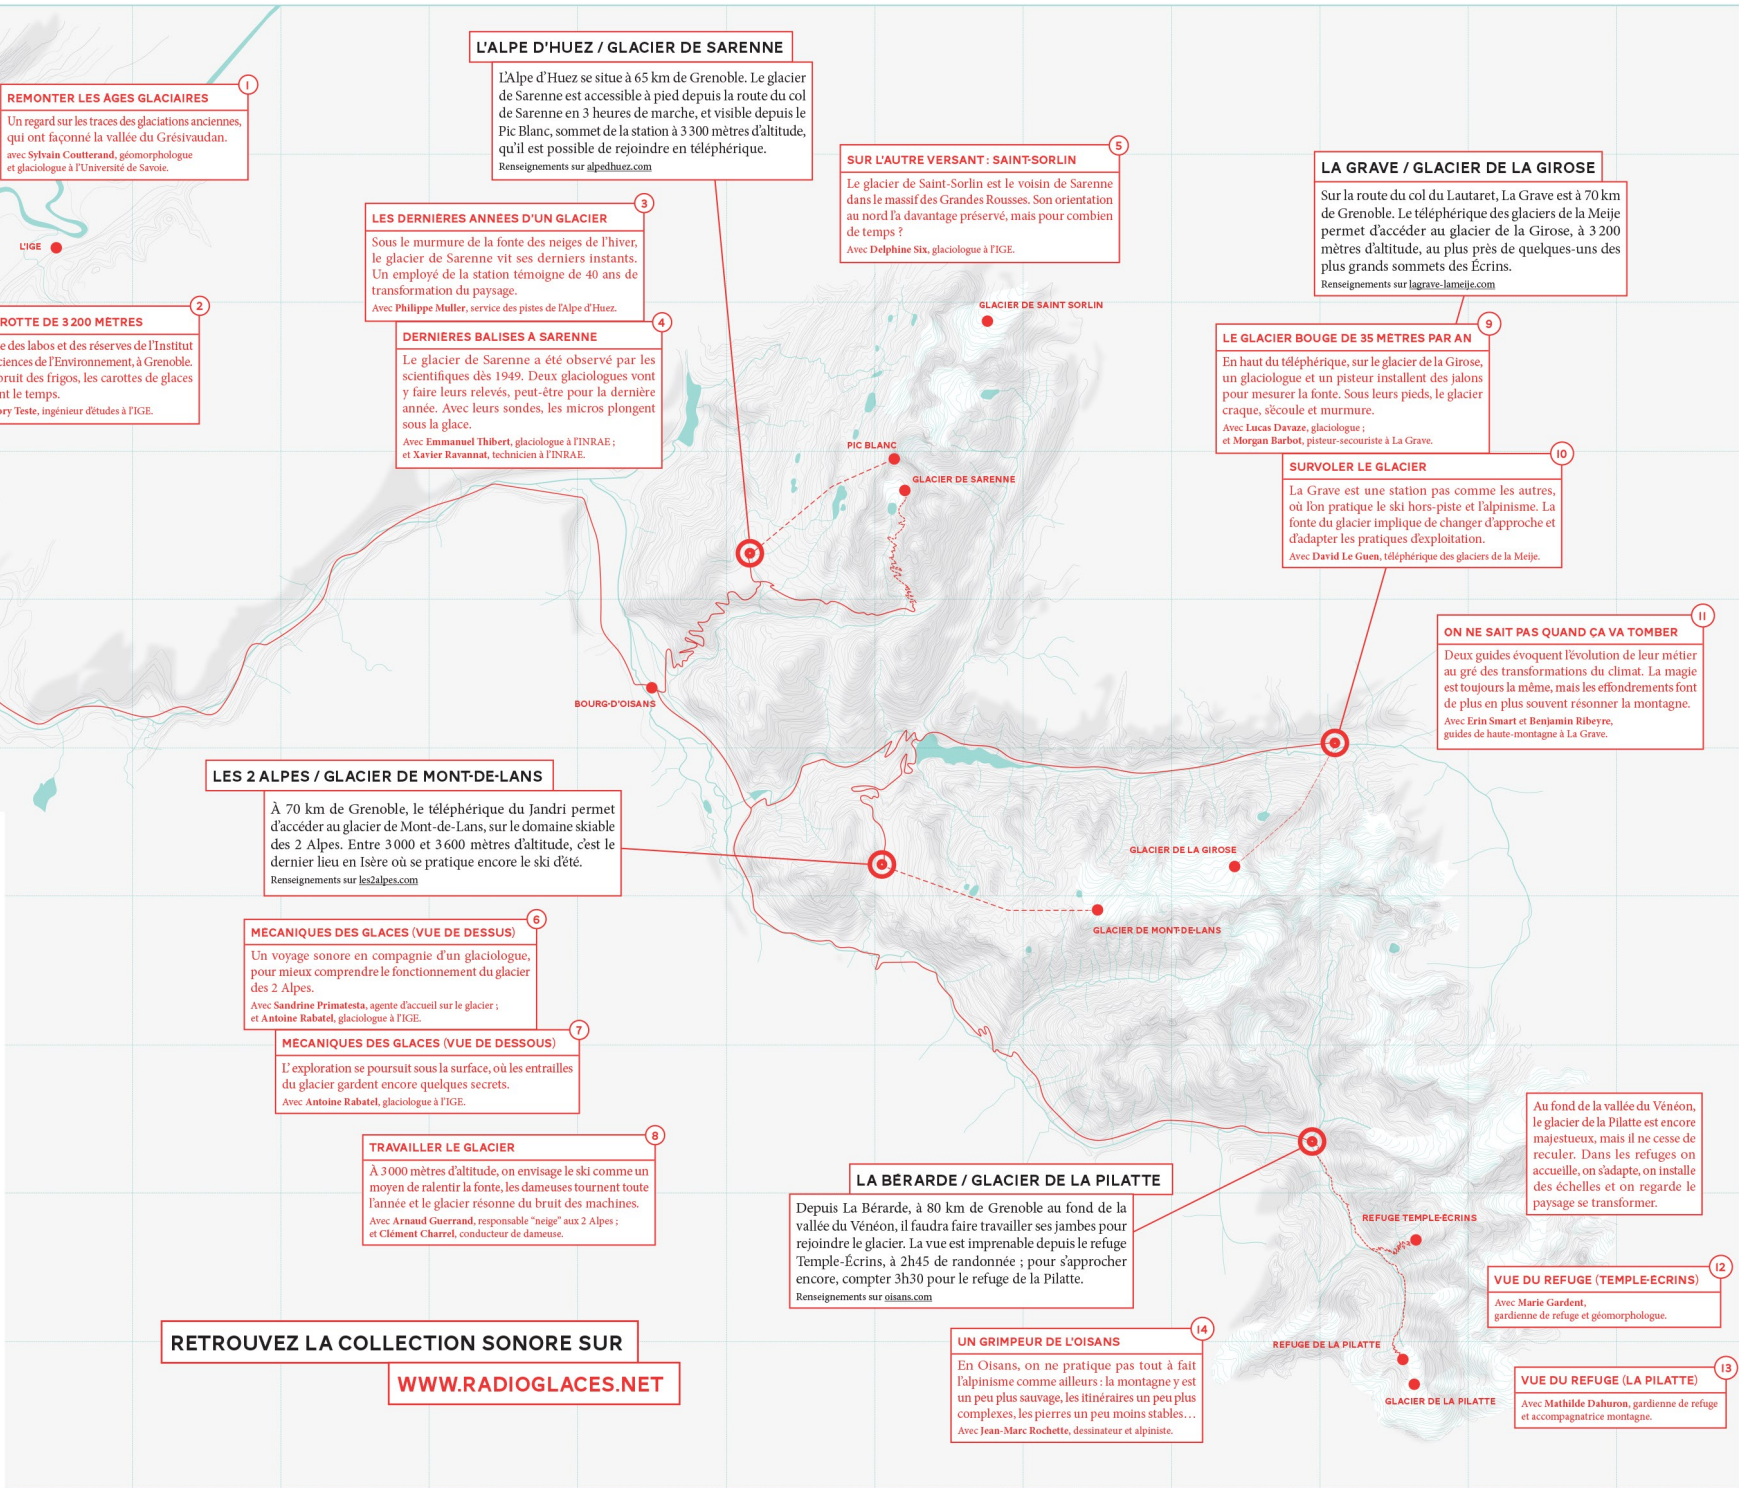 L'ALPE D'HUEZ / GLACIER DE SARENNE
L'Alpe d'Huez se situe à 65 km de Grenoble. Le glacier
de Sarenne est accessible à pied depuis la route du col
de Sarenne en 3 heures de marche, et visible depuis le
Pic Blanc, sommet de la station à 3 300 mètres d'altitude,
qu'il est possible de rejoindre en téléphérique.
Renseignements sur alpedhuez.com
1
REMONTER LES ÂGES GLACIAIRES
Un regard sur les traces des glaciations anciennes,
qui ont façonné la vallée du Grésivaudan.
avec Sylvain Coutterand, géomorphologue
et glaciologue à l'Université de Savoie.
L'IGE
2
ROTTE DE 3 200 MÈTRES
e des labos et des réserves de l'Institut
ciences de l'Environnement, à Grenoble.
bruit des frigos, les carottes de glaces
nt le temps.
ory Teste, ingénieur d'études à l'IGE.
3
LES DERNIÈRES ANNÉES D'UN GLACIER
Sous le murmure de la fonte des neiges de l'hiver,
le glacier de Sarenne vit ses derniers instants.
Un employé de la station témoigne de 40 ans de
transformation du paysage.
Avec Philippe Muller, service des pistes de l'Alpe d'Huez.
4
DERNIÈRES BALISES À SARENNE
Le glacier de Sarenne a été observé par les
scientifiques dès 1949. Deux glaciologues vont
y faire leurs relevés, peut-être pour la dernière
année. Avec leurs sondes, les micros plongent
sous la glace.
Avec Emmanuel Thibert, glaciologue à l'INRAE ;
et Xavier Ravannat, technicien à l'INRAE.
5
SUR L'AUTRE VERSANT : SAINT-SORLIN
Le glacier de Saint-Sorlin est le voisin de Sarenne
dans le massif des Grandes Rousses. Son orientation
au nord l'a davantage préservé, mais pour combien
de temps ?
Avec Delphine Six, glaciologue à l'IGE.
LA GRAVE / GLACIER DE LA GIROSE
Sur la route du col du Lautaret, La Grave est à 70 km
de Grenoble. Le téléphérique des glaciers de la Meije
permet d'accéder au glacier de la Girose, à 3 200
mètres d'altitude, au plus près de quelques-uns des
plus grands sommets des Écrins.
Renseignements sur lagrave-lameije.com
9
LE GLACIER BOUGE DE 35 MÈTRES PAR AN
En haut du téléphérique, sur le glacier de la Girose,
un glaciologue et un pisteur installent des jalons
pour mesurer la fonte. Sous leurs pieds, le glacier
craque, s'écoule et murmure.
Avec Lucas Davaze, glaciologue ;
et Morgan Barbot, pisteur-secouriste à La Grave.
10
SURVOLER LE GLACIER
La Grave est une station pas comme les autres,
où l'on pratique le ski hors-piste et l'alpinisme. La
fonte du glacier implique de changer d'approche et
d'adapter les pratiques d'exploitation.
Avec David Le Guen, téléphérique des glaciers de la Meije.
11
ON NE SAIT PAS QUAND ÇA VA TOMBER
Deux guides évoquent l'évolution de leur métier
au gré des transformations du climat. La magie
est toujours la même, mais les effondrements font
de plus en plus souvent résonner la montagne.
Avec Erin Smart et Benjamin Ribeyre,
guides de haute-montagne à La Grave.
GLACIER DE SAINT SORLIN
PIC BLANC
GLACIER DE SARENNE
BOURG-D'OISANS
GLACIER DE LA GIROSE
GLACIER DE MONT-DE-LANS
LES 2 ALPES / GLACIER DE MONT-DE-LANS
À 70 km de Grenoble, le téléphérique du Jandri permet
d'accéder au glacier de Mont-de-Lans, sur le domaine skiable
des 2 Alpes. Entre 3 000 et 3 600 mètres d'altitude, c'est le
dernier lieu en Isère où se pratique encore le ski d'été.
Renseignements sur les2alpes.com
6
MÉCANIQUES DES GLACES (VUE DE DESSUS)
Un voyage sonore en compagnie d'un glaciologue,
pour mieux comprendre le fonctionnement du glacier
des 2 Alpes.
Avec Sandrine Primatesta, agente d'accueil sur le glacier ;
et Antoine Rabatel, glaciologue à l'IGE.
7
MÉCANIQUES DES GLACES (VUE DE DESSOUS)
L' exploration se poursuit sous la surface, où les entrailles
du glacier gardent encore quelques secrets.
Avec Antoine Rabatel, glaciologue à l'IGE.
8
TRAVAILLER LE GLACIER
À 3 000 mètres d'altitude, on envisage le ski comme un
moyen de ralentir la fonte, les dameuses tournent toute
l'année et le glacier résonne du bruit des machines.
Avec Arnaud Guerrand, responsable "neige" aux 2 Alpes ;
et Clément Charrel, conducteur de dameuse.
LA BÉRARDE / GLACIER DE LA PILATTE
Depuis La Bérarde, à 80 km de Grenoble au fond de la
vallée du Vénéon, il faudra faire travailler ses jambes pour
rejoindre le glacier. La vue est imprenable depuis le refuge
Temple-Écrins, à 2h45 de randonnée ; pour s'approcher
encore, compter 3h30 pour le refuge de la Pilatte.
Renseignements sur oisans.com
Au fond de la vallée du Vénéon,
le glacier de la Pilatte est encore
majestueux, mais il ne cesse de
reculer. Dans les refuges on
accueille, on s'adapte, on installe
des échelles et on regarde le
paysage se transformer.
REFUGE TEMPLE-ÉCRINS
12
VUE DU REFUGE (TEMPLE-ÉCRINS)
Avec Marie Gardent,
gardienne de refuge et géomorphologue.
REFUGE DE LA PILATTE
GLACIER DE LA PILATTE
13
VUE DU REFUGE (LA PILATTE)
Avec Mathilde Dahuron, gardienne de refuge
et accompagnatrice montagne.
14
UN GRIMPEUR DE L'OISANS
En Oisans, on ne pratique pas tout à fait
l'alpinisme comme ailleurs : la montagne y est
un peu plus sauvage, les itinéraires un peu plus
complexes, les pierres un peu moins stables…
Avec Jean-Marc Rochette, dessinateur et alpiniste.
RETROUVEZ LA COLLECTION SONORE SUR
WWW.RADIOGLACES.NET